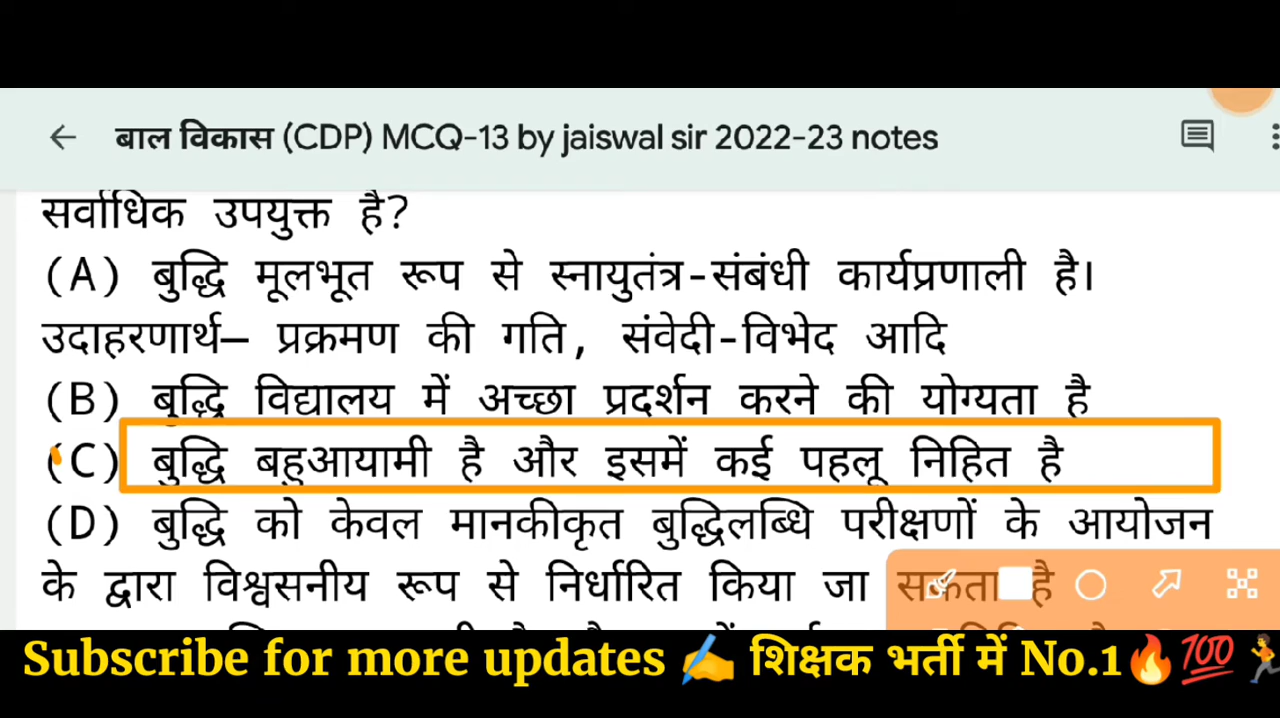 बाल विकास (CDP) MCQ-13 by jaiswal sir 2022-23 notes
सर्वाधिक उपयुक्त है?
(A) बुद्धि मूलभूत रूप से स्नायुतंत्र-संबंधी कार्यप्रणाली है।
उदाहरणार्थ— प्रक्रमण की गति, संवेदी-विभेद आदि
(B) बुद्धि विद्यालय में अच्छा प्रदर्शन करने की योग्यता है
(C) बुद्धि बहुआयामी है और इसमें कई पहलू निहित है
(D) बुद्धि को केवल मानकीकृत बुद्धिलब्धि परीक्षणों के आयोजन
के द्वारा विश्वसनीय रूप से निर्धारित किया जा सकता है
Subscribe for more updates ✍️ शिक्षक भर्ती में No.1🔥💯🏃